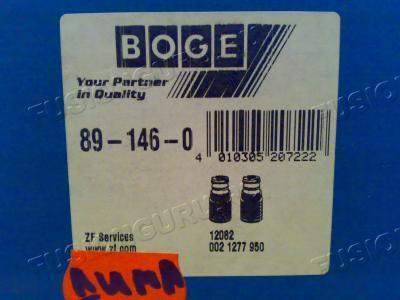 BOGE
Your Partner
in Quality
89-146-0
4 010305 207222
ZF Services
www.zf.com
12082
002 1277 950